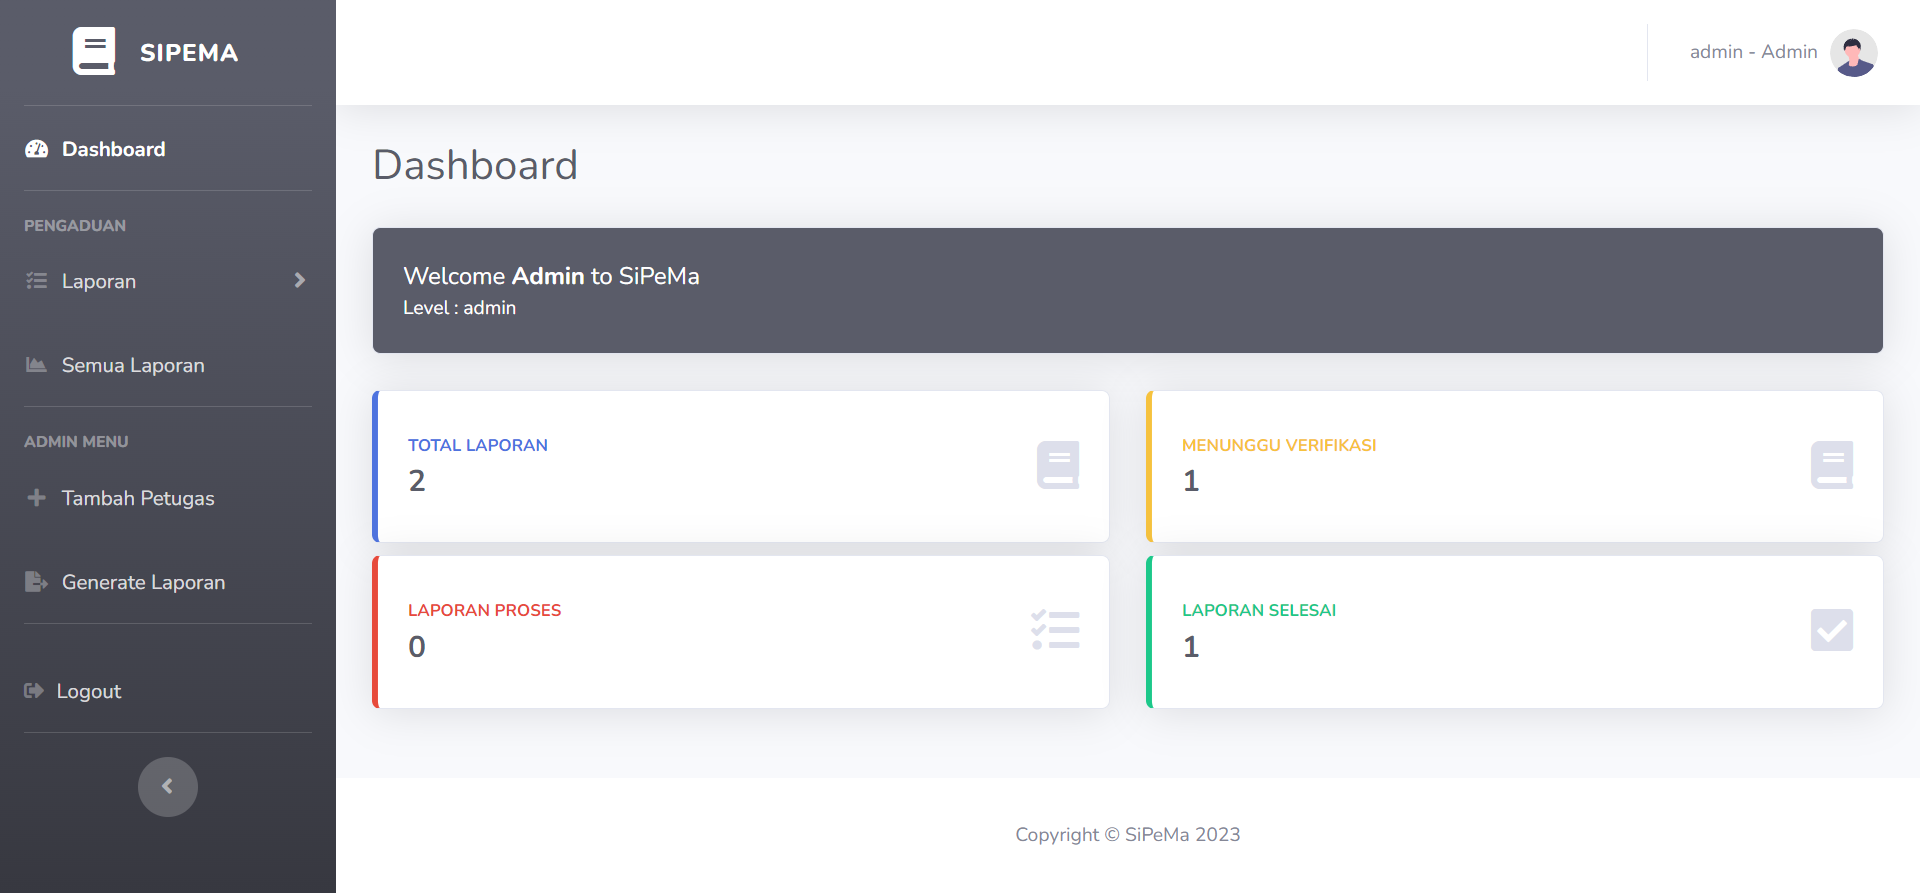 SIPEMA
admin - Admin
Dashboard
PENGADUAN
Laporan
Semua Laporan
ADMIN MENU
Tambah Petugas
Generate Laporan
Logout
Dashboard
Welcome Admin to SiPeMa
Level : admin
TOTAL LAPORAN
2
MENUNGGU VERIFIKASI
1
LAPORAN PROSES
0
LAPORAN SELESAI
1
Copyright © SiPeMa 2023